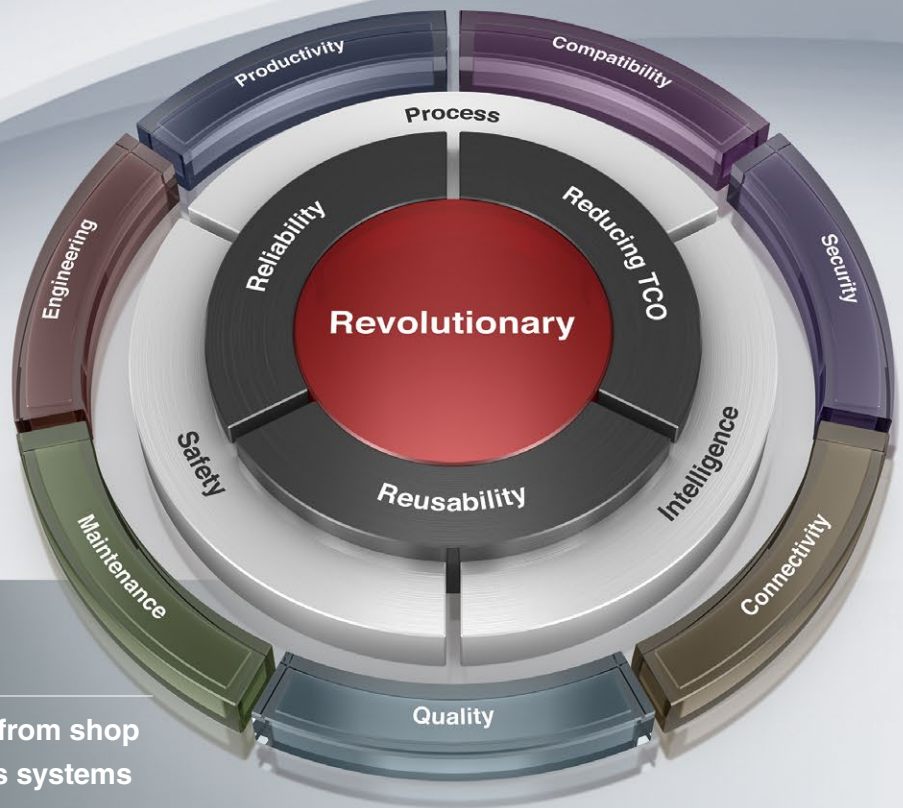 Productivity
Compatibility
Process
Engineering
Reliability
Reducing TCO
Security
Revolutionary
Safety
Reusability
Intelligence
Maintenance
Connectivity
Quality
from shop
s systems